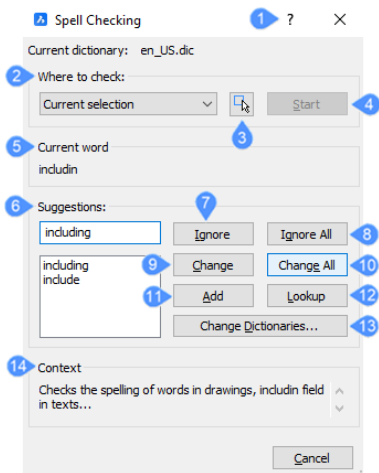 Spell Checking 1 ?
Current dictionary: en_US.dic
2 Where to check:
Current selection Start 4
3
5 Current word
includin
6 Suggestions: 7
including Ignore Ignore All 8
including 9 Change Change All 10
include
11 Add Lookup 12
Change Dictionaries... 13
14 Context
Checks the spelling of words in drawings, includin field
in texts...
Cancel